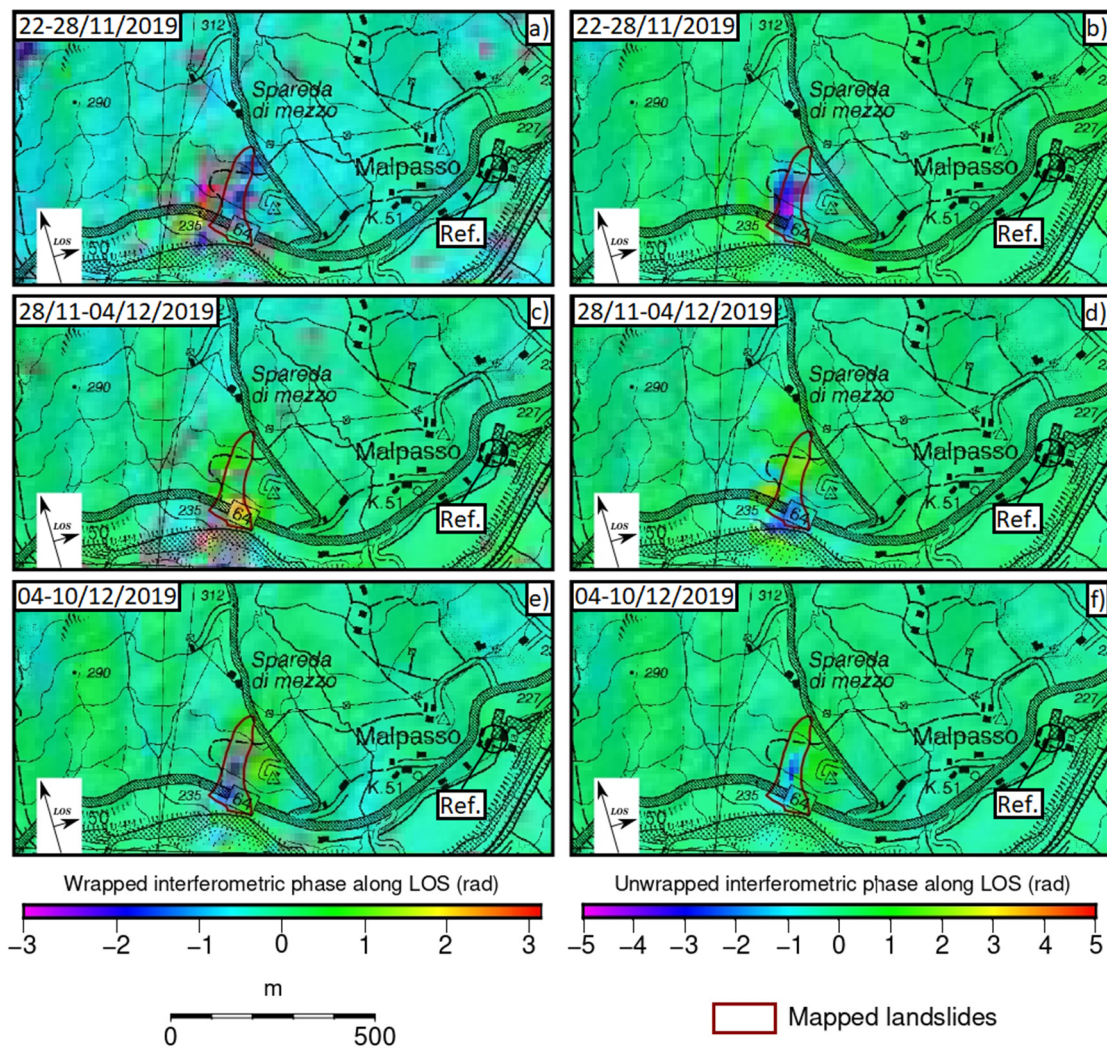 22-28/11/2019
a)
312
Spareda
di mezzo
290
227
Malpasso
K.51
235
64
50
LOS
Ref.
22-28/11/2019
b)
312
Spareda
di mezzo
290
227
Malpasso
K.51
235
64
50
LOS
Ref.
28/11-04/12/2019
c)
Spareda
di mezzo
290
227
Malpasso
K.51
235
64
50
LOS
Ref.
28/11-04/12/2019
d)
Spareda
di mezzo
290
227
Malpasso
K.51
235
64
50
LOS
Ref.
04-10/12/2019
e)
312
Spareda
di mezzo
290
227
Malpasso
K.51
235
64
50
LOS
Ref.
04-10/12/2019
f)
312
Spareda
di mezzo
290
227
Malpasso
K.51
235
64
50
LOS
Ref.
Wrapped interferometric phase along LOS (rad)
−3 −2 −1 0 1 2 3
Unwrapped interferometric phase along LOS (rad)
−5 −4 −3 −2 −1 0 1 2 3 4 5
m
0 500
Mapped landslides